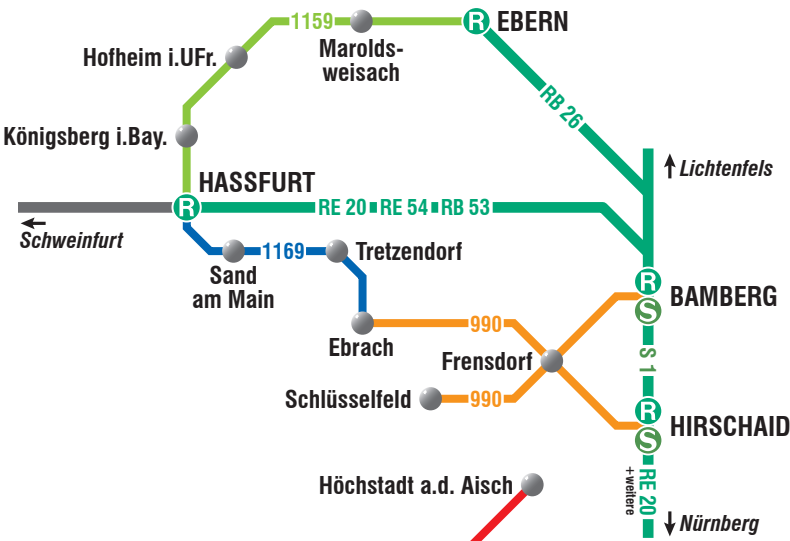 1159
R
EBERN
Hofheim i.UFr.
Marolds-
weisach
RB 26
Königsberg i.Bay.
Lichtenfels
HASSFURT
R
RE 20 RE 54 RB 53
Schweinfurt
1169
Tretzendorf
Sand
am Main
R
BAMBERG
S
990
Ebrach
Frensdorf
S 1
Schlüsselfeld
990
R
HIRSCHAID
S
Höchstadt a.d. Aisch
RE 20
+ weitere
Nürnberg